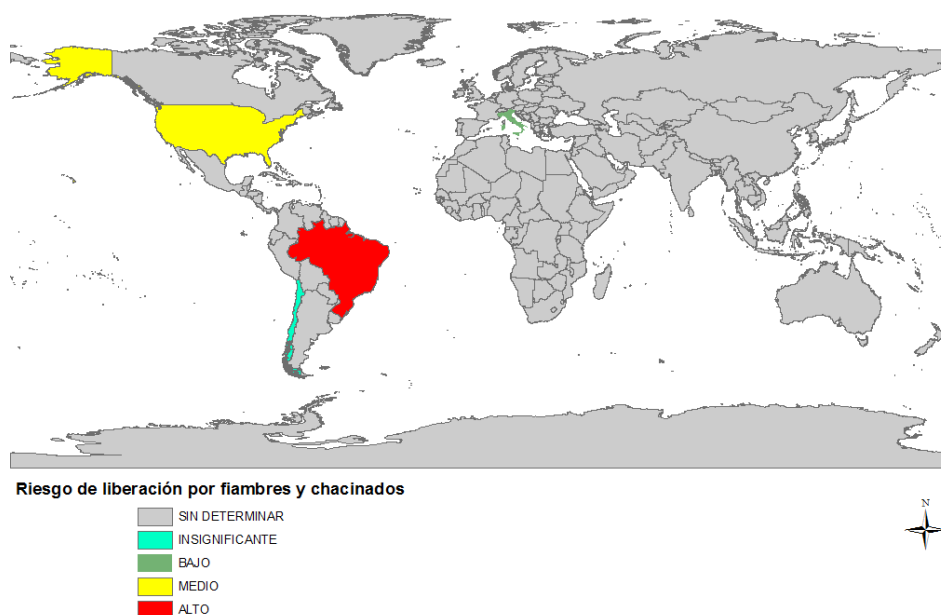 Riesgo de liberación por fiambres y chacinados
N
SIN DETERMINAR
INSIGNIFICANTE
BAJO
MEDIO
ALTO